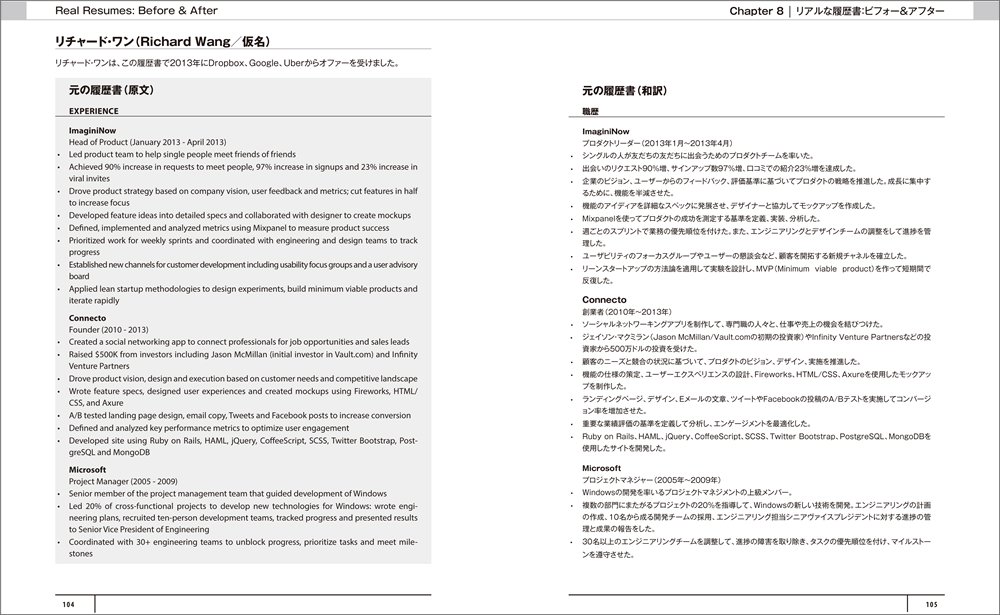 Real Resumes: Before & After
リチャード・ワン（Richard Wang／仮名）
リチャード・ワンは、この履歴書で2013年にDropbox、Google、Uberからオファーを受けました。
元の履歴書（原文）
EXPERIENCE
ImaginiNow
Head of Product (January 2013 - April 2013)
• Led product team to help single people meet friends of friends
• Achieved 90% increase in requests to meet people, 97% increase in signups and 23% increase in
viral invites
• Drove product strategy based on company vision, user feedback and metrics; cut features in half
to increase focus
• Developed feature ideas into detailed specs and collaborated with designer to create mockups
• Defined, implemented and analyzed metrics using Mixpanel to measure product success
• Prioritized work for weekly sprints and coordinated with engineering and design teams to track
progress
• Established new channels for customer development including usability focus groups and a user advisory
board
• Applied lean startup methodologies to design experiments, build minimum viable products and
iterate rapidly
Connecto
Founder (2010 - 2013)
• Created a social networking app to connect professionals for job opportunities and sales leads
• Raised $500K from investors including Jason McMillan (initial investor in Vault.com) and Infinity
Venture Partners
• Drove product vision, design and execution based on customer needs and competitive landscape
• Wrote feature specs, designed user experiences and created mockups using Fireworks, HTML/
CSS, and Axure
• A/B tested landing page design, email copy, Tweets and Facebook posts to increase conversion
• Defined and analyzed key performance metrics to optimize user engagement
• Developed site using Ruby on Rails, HAML, jQuery, CoffeeScript, SCSS, Twitter Bootstrap, Post-
greSQL and MongoDB
Microsoft
Project Manager (2005 - 2009)
• Senior member of the project management team that guided development of Windows
• Led 20% of cross-functional projects to develop new technologies for Windows: wrote engi-
neering plans, recruited ten-person development teams, tracked progress and presented results
to Senior Vice President of Engineering
• Coordinated with 30+ engineering teams to unblock progress, prioritize tasks and meet mile-
stones
104
Chapter 8 | リアルな履歴書：ビフォー＆アフター
元の履歴書（和訳）
職歴
ImaginiNow
プロダクトリーダー（2013年1月〜2013年4月）
• シングルの人が友だちの友だちに出会うためのプロダクトチームを率いた。
• 出会いのリクエスト90％増、サインアップ数97％増、口コミでの紹介23％増を達成した。
• 企業のビジョン、ユーザーからのフィードバック、評価基準に基づいてプロダクトの戦略を推進した。成長に集中す
るために、機能を半減させた。
• 機能のアイディアを詳細なスペックに発展させ、デザイナーと協力してモックアップを作成した。
• Mixpanelを使ってプロダクトの成功を測定する基準を定義、実装、分析した。
• 週ごとのスプリントで業務の優先順位を付けた。また、エンジニアリングとデザインチームの調整をして進捗を管
理した。
• ユーザビリティのフォーカスグループやユーザーの懇談会など、顧客を開拓する新規チャネルを確立した。
• リーンスタートアップの方法論を適用して実験を設計し、MVP（Minimum viable product）を作って短期間で
反復した。
Connecto
創業者（2010年〜2013年）
• ソーシャルネットワーキングアプリを制作して、専門職の人々と、仕事や売上の機会を結びつけた。
• ジェイソン・マクミラン（Jason McMillan/Vault.comの初期の投資家）やInfinity Venture Partnersなどの投
資家から500万ドルの投資を受けた。
• 顧客のニーズと競合の状況に基づいて、プロダクトのビジョン、デザイン、実施を推進した。
• 機能の仕様の策定、ユーザーエクスペリエンスの設計、Fireworks、HTML/CSS、Axureを使用したモックアッ
プを制作した。
• ランディングページ、デザイン、Eメールの文章、ツイートやFacebookの投稿のA/Bテストを実施してコンバージ
ョン率を増加させた。
• 重要な業績評価の基準を定義して分析し、エンゲージメントを最適化した。
• Ruby on Rails、HAML、jQuery、CoffeeScript、SCSS、Twitter Bootstrap、PostgreSQL、MongoDBを
使用したサイトを開発した。
Microsoft
プロジェクトマネジャー（2005年〜2009年）
• Windowsの開発を率いるプロジェクトマネジメントの上級メンバー。
• 複数の部門にまたがるプロジェクトの20％を指導して、Windowsの新しい技術を開発。エンジニアリングの計画
の作成、10名から成る開発チームの採用、エンジニアリング担当シニアヴァイスプレジデントに対する進捗の管
理と成果の報告をした。
• 30名以上のエンジニアリングチームを調整して、進捗の障害を取り除き、タスクの優先順位を付け、マイルストー
ンを遵守させた。
105